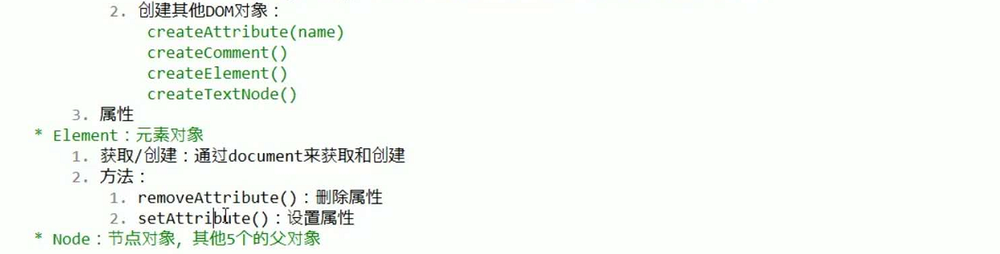 2. 创建其他DOM对象：
createAttribute(name)
createComment()
createElement()
createTextNode()
3. 属性
* Element：元素对象
1. 获取/创建：通过document来获取和创建
2. 方法：
1. removeAttribute()：删除属性
2. setAttribute()：设置属性
* Node：节点对象，其他5个的父对象